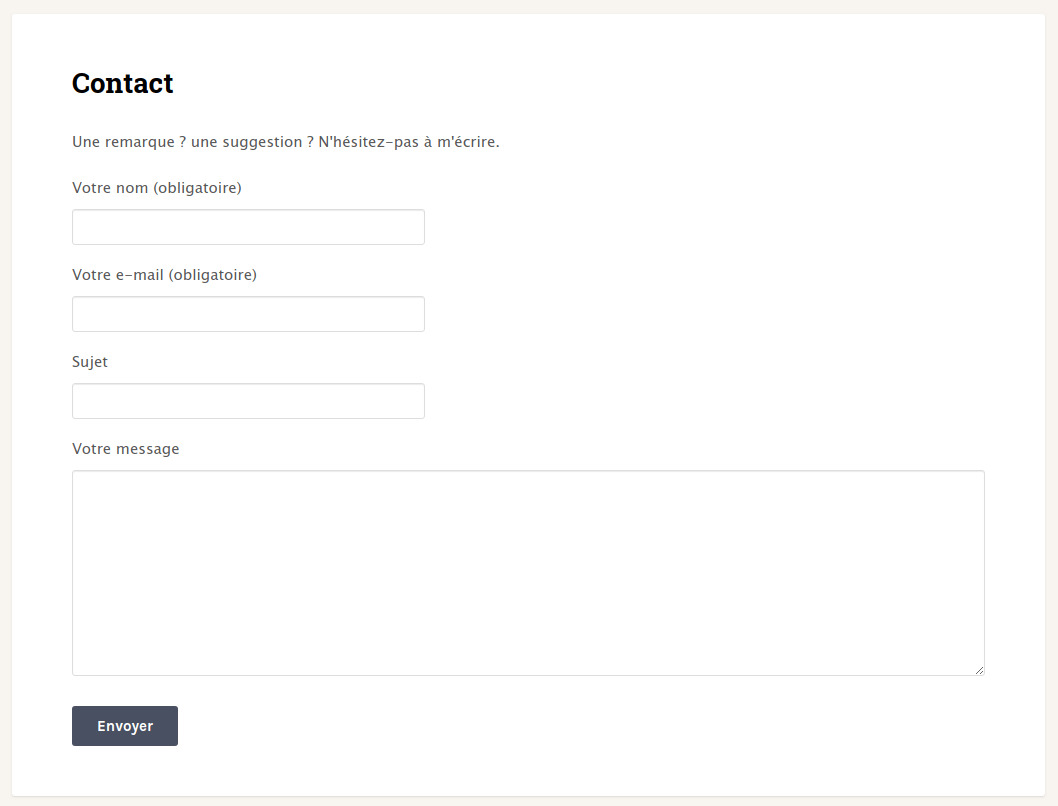 Contact
Une remarque ? une suggestion ? N'hésitez-pas à m'écrire.
Votre nom (obligatoire)
Votre e-mail (obligatoire)
Sujet
Votre message
Envoyer